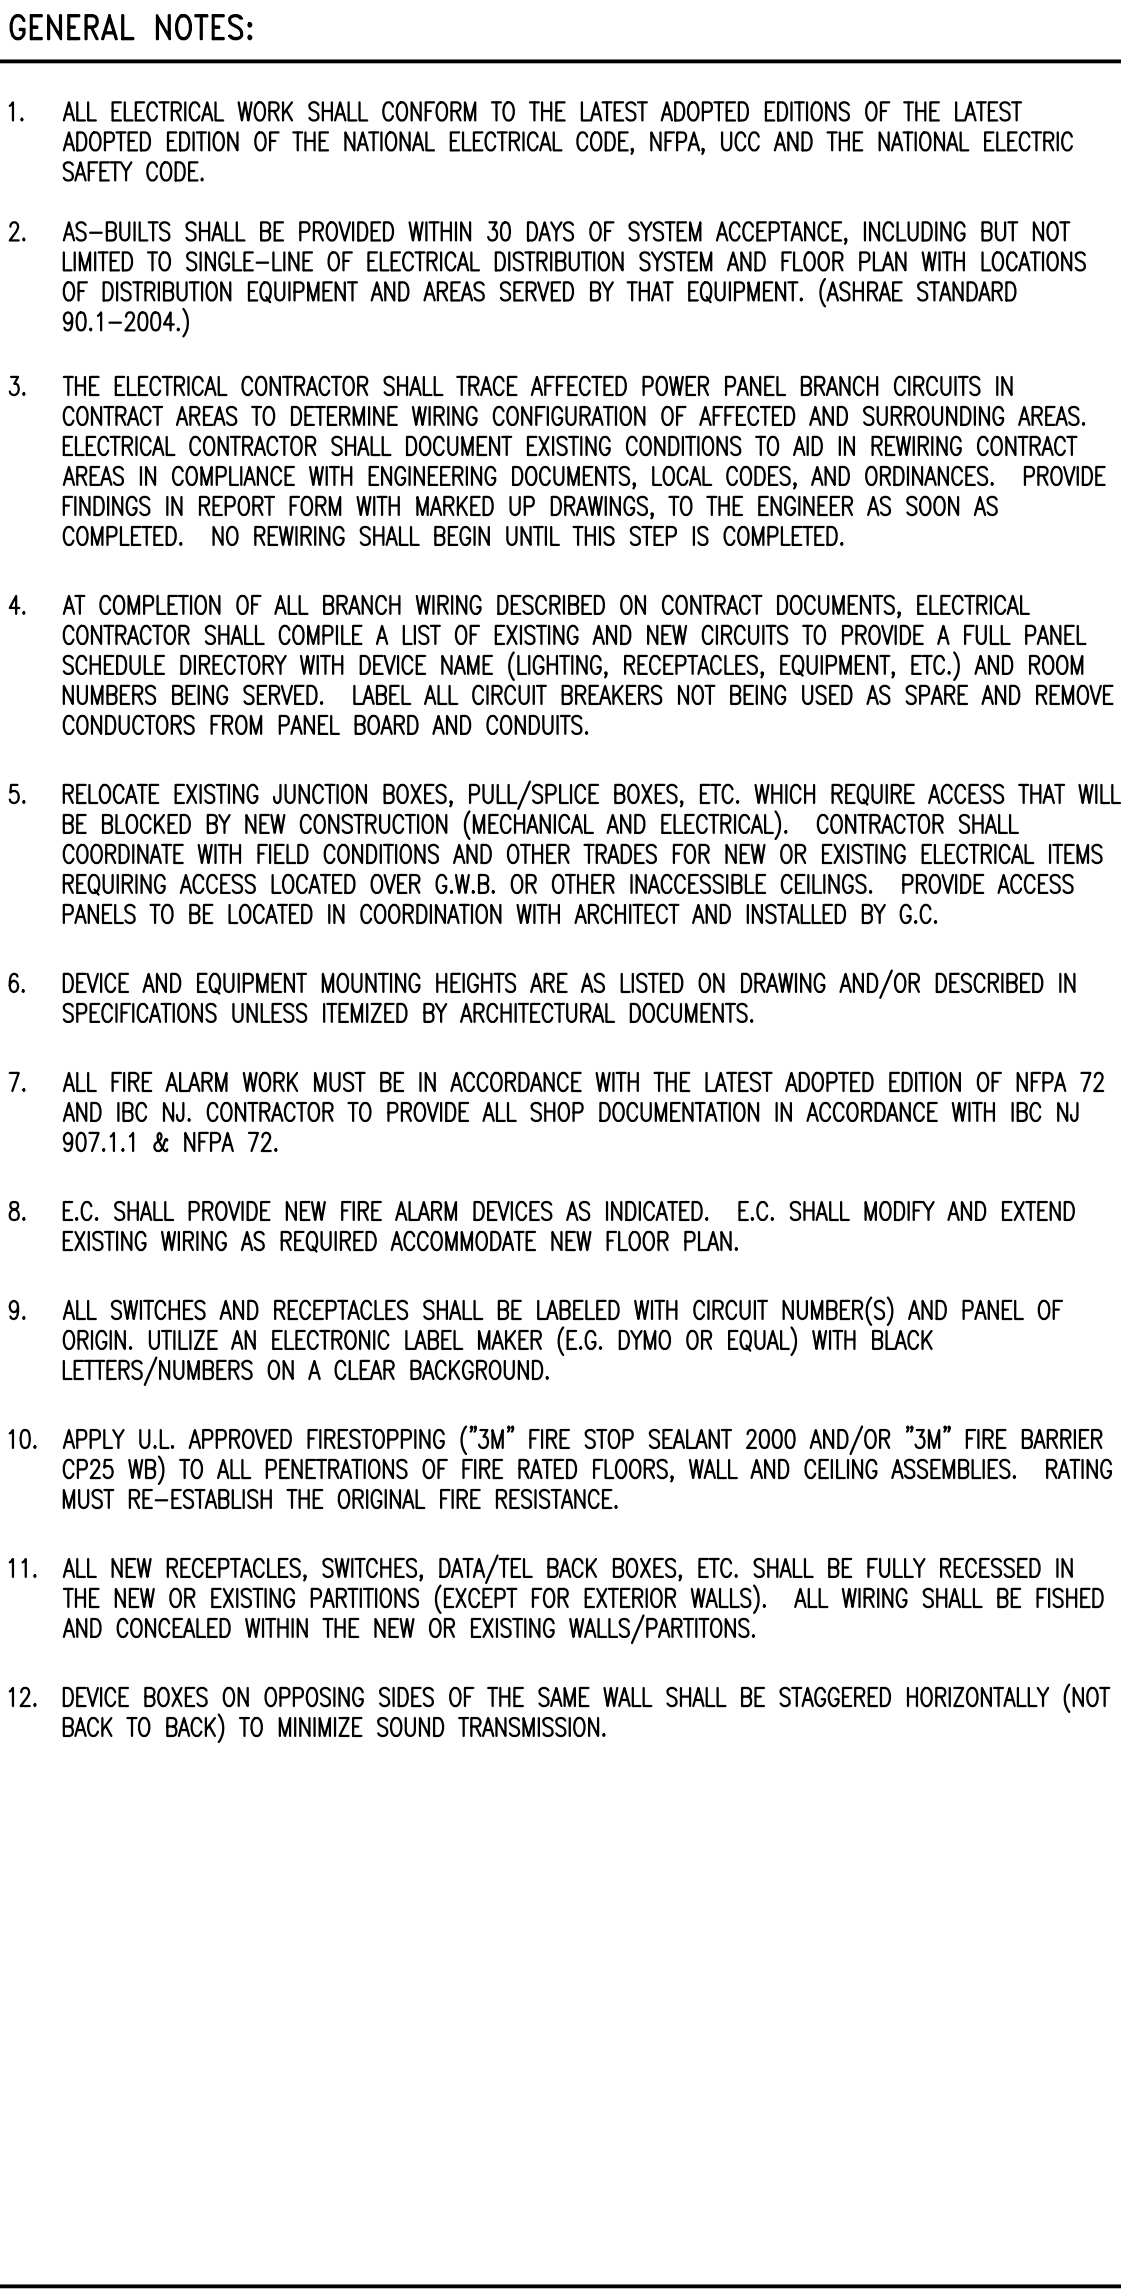 GENERAL NOTES:
1. ALL ELECTRICAL WORK SHALL CONFORM TO THE LATEST ADOPTED EDITIONS OF THE LATEST
ADOPTED EDITION OF THE NATIONAL ELECTRICAL CODE, NFPA, UCC AND THE NATIONAL ELECTRIC
SAFETY CODE.
2. AS-BUILTS SHALL BE PROVIDED WITHIN 30 DAYS OF SYSTEM ACCEPTANCE, INCLUDING BUT NOT
LIMITED TO SINGLE-LINE OF ELECTRICAL DISTRIBUTION SYSTEM AND FLOOR PLAN WITH LOCATIONS
OF DISTRIBUTION EQUIPMENT AND AREAS SERVED BY THAT EQUIPMENT. (ASHRAE STANDARD
90.1-2004.)
3. THE ELECTRICAL CONTRACTOR SHALL TRACE AFFECTED POWER PANEL BRANCH CIRCUITS IN
CONTRACT AREAS TO DETERMINE WIRING CONFIGURATION OF AFFECTED AND SURROUNDING AREAS.
ELECTRICAL CONTRACTOR SHALL DOCUMENT EXISTING CONDITIONS TO AID IN REWIRING CONTRACT
AREAS IN COMPLIANCE WITH ENGINEERING DOCUMENTS, LOCAL CODES, AND ORDINANCES. PROVIDE
FINDINGS IN REPORT FORM WITH MARKED UP DRAWINGS, TO THE ENGINEER AS SOON AS
COMPLETED. NO REWIRING SHALL BEGIN UNTIL THIS STEP IS COMPLETED.
4. AT COMPLETION OF ALL BRANCH WIRING DESCRIBED ON CONTRACT DOCUMENTS, ELECTRICAL
CONTRACTOR SHALL COMPILE A LIST OF EXISTING AND NEW CIRCUITS TO PROVIDE A FULL PANEL
SCHEDULE DIRECTORY WITH DEVICE NAME (LIGHTING, RECEPTACLES, EQUIPMENT, ETC.) AND ROOM
NUMBERS BEING SERVED. LABEL ALL CIRCUIT BREAKERS NOT BEING USED AS SPARE AND REMOVE
CONDUCTORS FROM PANEL BOARD AND CONDUITS.
5. RELOCATE EXISTING JUNCTION BOXES, PULL/SPLICE BOXES, ETC. WHICH REQUIRE ACCESS THAT WILL
BE BLOCKED BY NEW CONSTRUCTION (MECHANICAL AND ELECTRICAL). CONTRACTOR SHALL
COORDINATE WITH FIELD CONDITIONS AND OTHER TRADES FOR NEW OR EXISTING ELECTRICAL ITEMS
REQUIRING ACCESS LOCATED OVER G.W.B. OR OTHER INACCESSIBLE CEILINGS. PROVIDE ACCESS
PANELS TO BE LOCATED IN COORDINATION WITH ARCHITECT AND INSTALLED BY G.C.
6. DEVICE AND EQUIPMENT MOUNTING HEIGHTS ARE AS LISTED ON DRAWING AND/OR DESCRIBED IN
SPECIFICATIONS UNLESS ITEMIZED BY ARCHITECTURAL DOCUMENTS.
7. ALL FIRE ALARM WORK MUST BE IN ACCORDANCE WITH THE LATEST ADOPTED EDITION OF NFPA 72
AND IBC NJ. CONTRACTOR TO PROVIDE ALL SHOP DOCUMENTATION IN ACCORDANCE WITH IBC NJ
907.1.1 & NFPA 72.
8. E.C. SHALL PROVIDE NEW FIRE ALARM DEVICES AS INDICATED. E.C. SHALL MODIFY AND EXTEND
EXISTING WIRING AS REQUIRED ACCOMMODATE NEW FLOOR PLAN.
9. ALL SWITCHES AND RECEPTACLES SHALL BE LABELED WITH CIRCUIT NUMBER(S) AND PANEL OF
ORIGIN. UTILIZE AN ELECTRONIC LABEL MAKER (E.G. DYMO OR EQUAL) WITH BLACK
LETTERS/NUMBERS ON A CLEAR BACKGROUND.
10. APPLY U.L. APPROVED FIRESTOPPING ("3M" FIRE STOP SEALANT 2000 AND/OR "3M" FIRE BARRIER
CP25 WB) TO ALL PENETRATIONS OF FIRE RATED FLOORS, WALL AND CEILING ASSEMBLIES. RATING
MUST RE-ESTABLISH THE ORIGINAL FIRE RESISTANCE.
11. ALL NEW RECEPTACLES, SWITCHES, DATA/TEL BACK BOXES, ETC. SHALL BE FULLY RECESSED IN
THE NEW OR EXISTING PARTITIONS (EXCEPT FOR EXTERIOR WALLS). ALL WIRING SHALL BE FISHED
AND CONCEALED WITHIN THE NEW OR EXISTING WALLS/PARTITONS.
12. DEVICE BOXES ON OPPOSING SIDES OF THE SAME WALL SHALL BE STAGGERED HORIZONTALLY (NOT
BACK TO BACK) TO MINIMIZE SOUND TRANSMISSION.